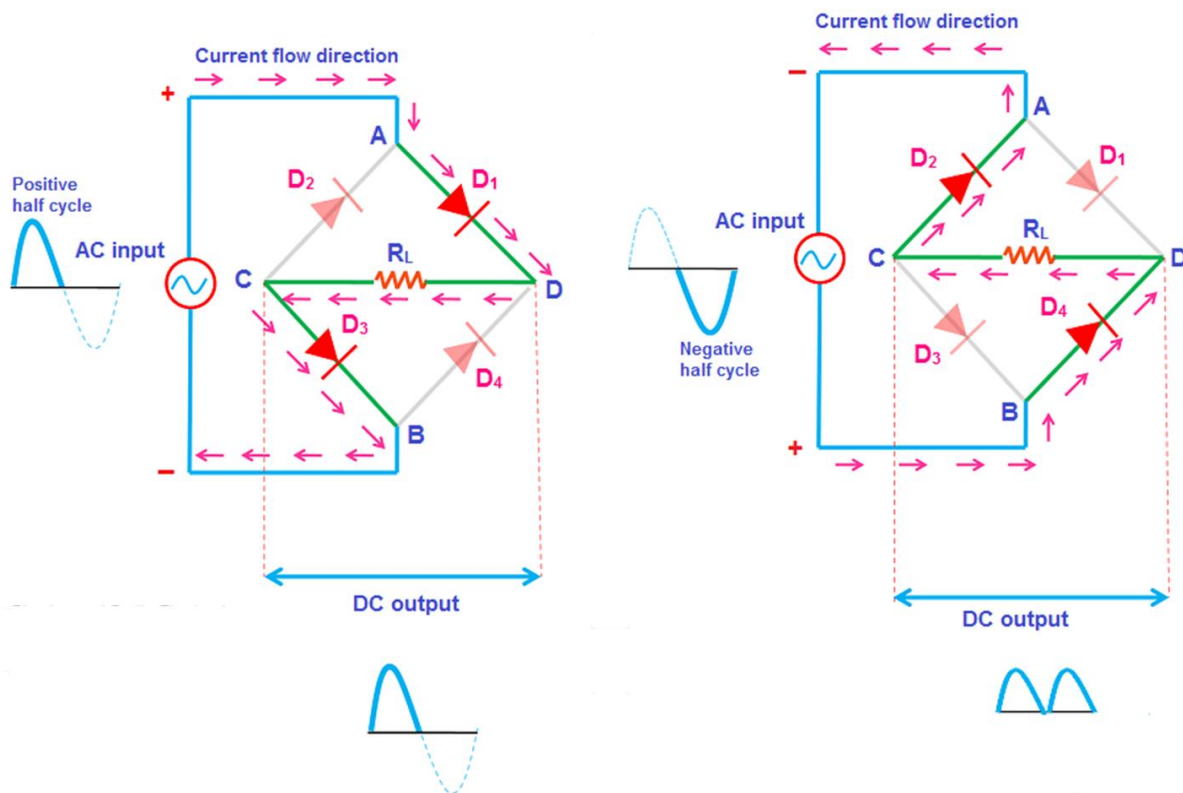 Current flow direction
+
A
D2
D1
Positive
half cycle
AC input
RL
C
D
D3
D4
B
−
DC output
Current flow direction
−
A
D2
D1
AC input
RL
C
D
D4
D3
Negative
half cycle
B
+
DC output